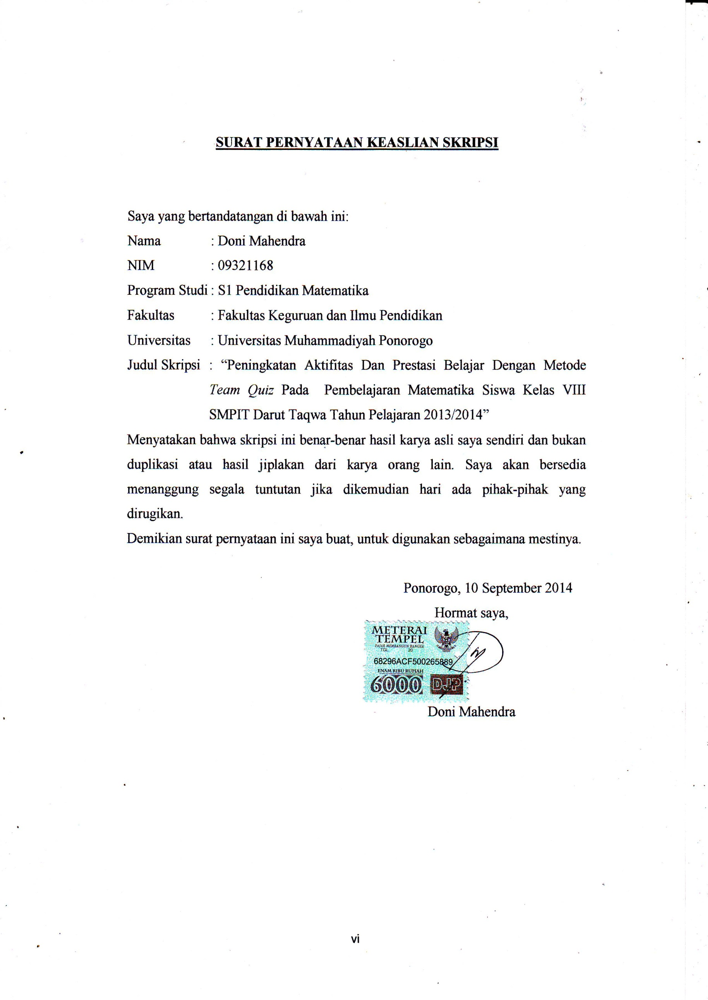 SURAT PERNYATAAN KEASLIAN SKRIPSI
Saya yang bertandatangan di bawah ini:
Nama : Doni Mahendra
NIM : 09321168
Program Studi : S1 Pendidikan Matematika
Fakultas : Fakultas Keguruan dan Ilmu Pendidikan
Universitas : Universitas Muhammadiyah Ponorogo
Judul Skripsi : “Peningkatan Aktifitas Dan Prestasi Belajar Dengan Metode
Team Quiz Pada Pembelajaran Matematika Siswa Kelas VIII
SMPIT Darut Taqwa Tahun Pelajaran 2013/2014”
Menyatakan bahwa skripsi ini benar-benar hasil karya asli saya sendiri dan bukan
duplikasi atau hasil jiplakan dari karya orang lain. Saya akan bersedia
menanggung segala tuntutan jika dikemudian hari ada pihak-pihak yang
dirugikan.
Demikian surat pernyataan ini saya buat, untuk digunakan sebagaimana mestinya.
Ponorogo, 10 September 2014
Hormat saya,
METERAI
TEMPEL
PAJAK MEMBANGUN BANGSA
TGL. 20
68296ACF500265889
ENAM RIBU RUPIAH
6000 DJP
Doni Mahendra
vi